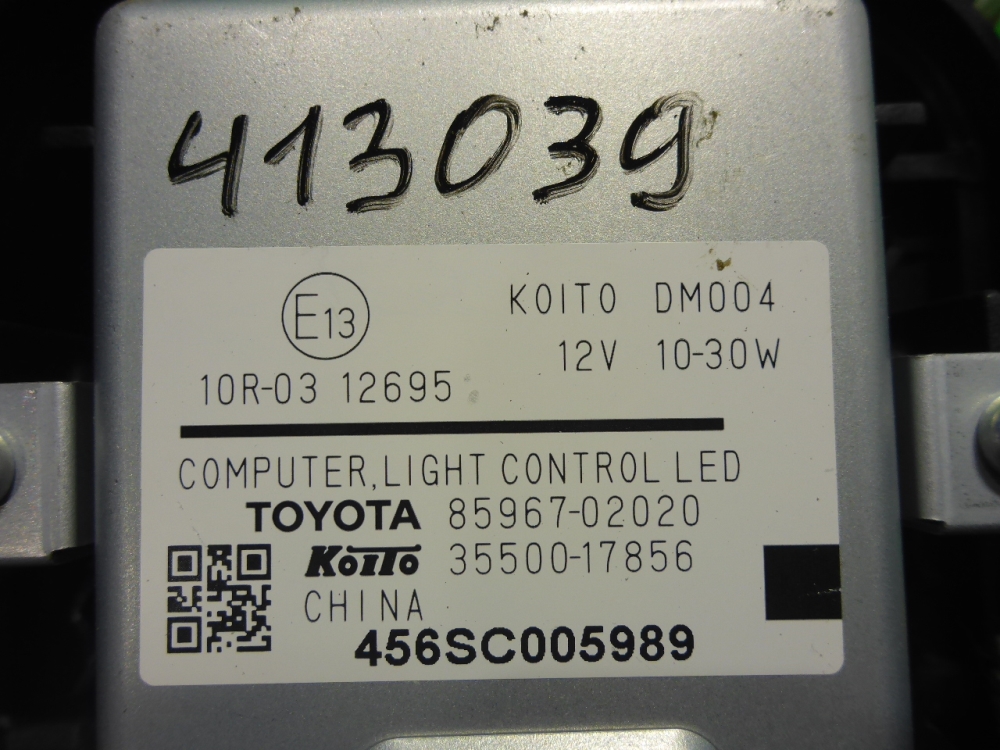 413039
E13
KOITO DM004
12V 10-30W
10R-03 12695
COMPUTER,LIGHT CONTROL LED
TOYOTA 85967-02020
KOITO 35500-17856
CHINA
456SC005989